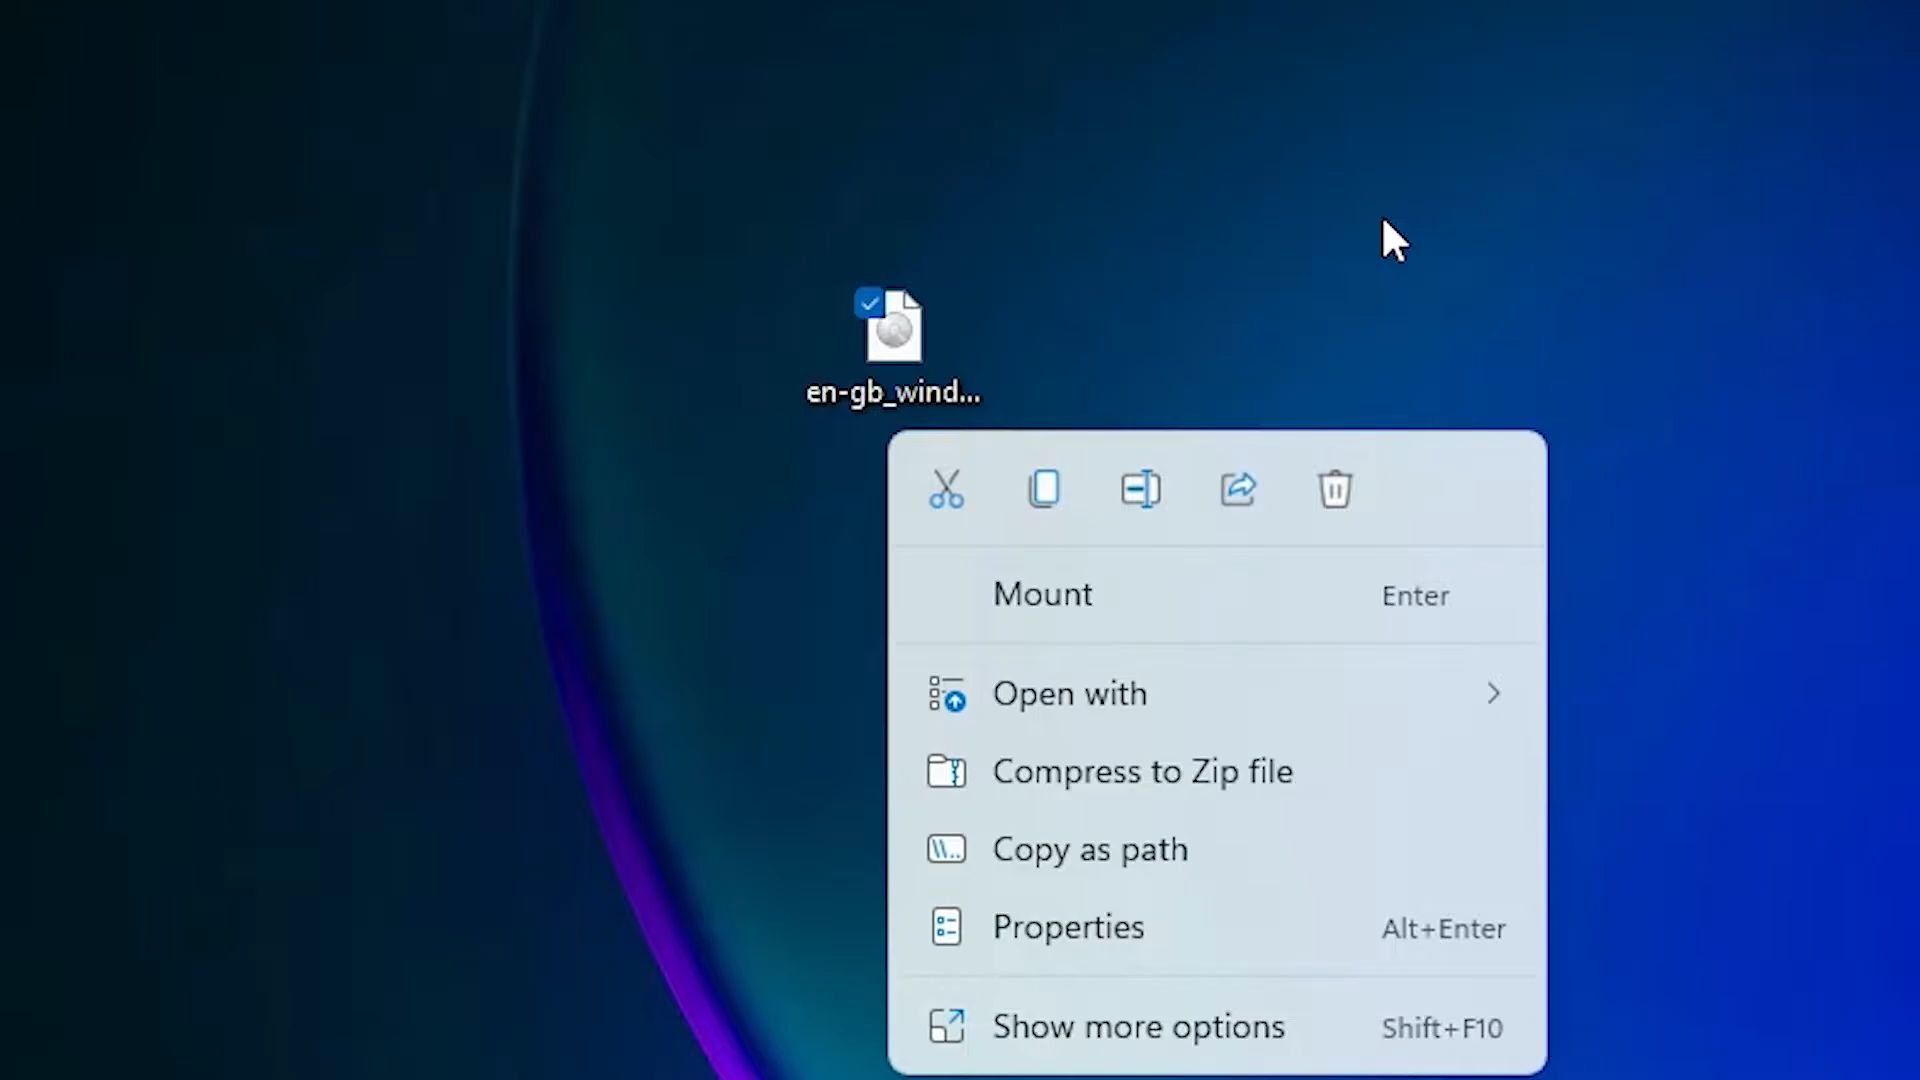 en-gb_wind...
Mount Enter
Open with
Compress to Zip file
Copy as path
Properties Alt+Enter
Show more options Shift+F10